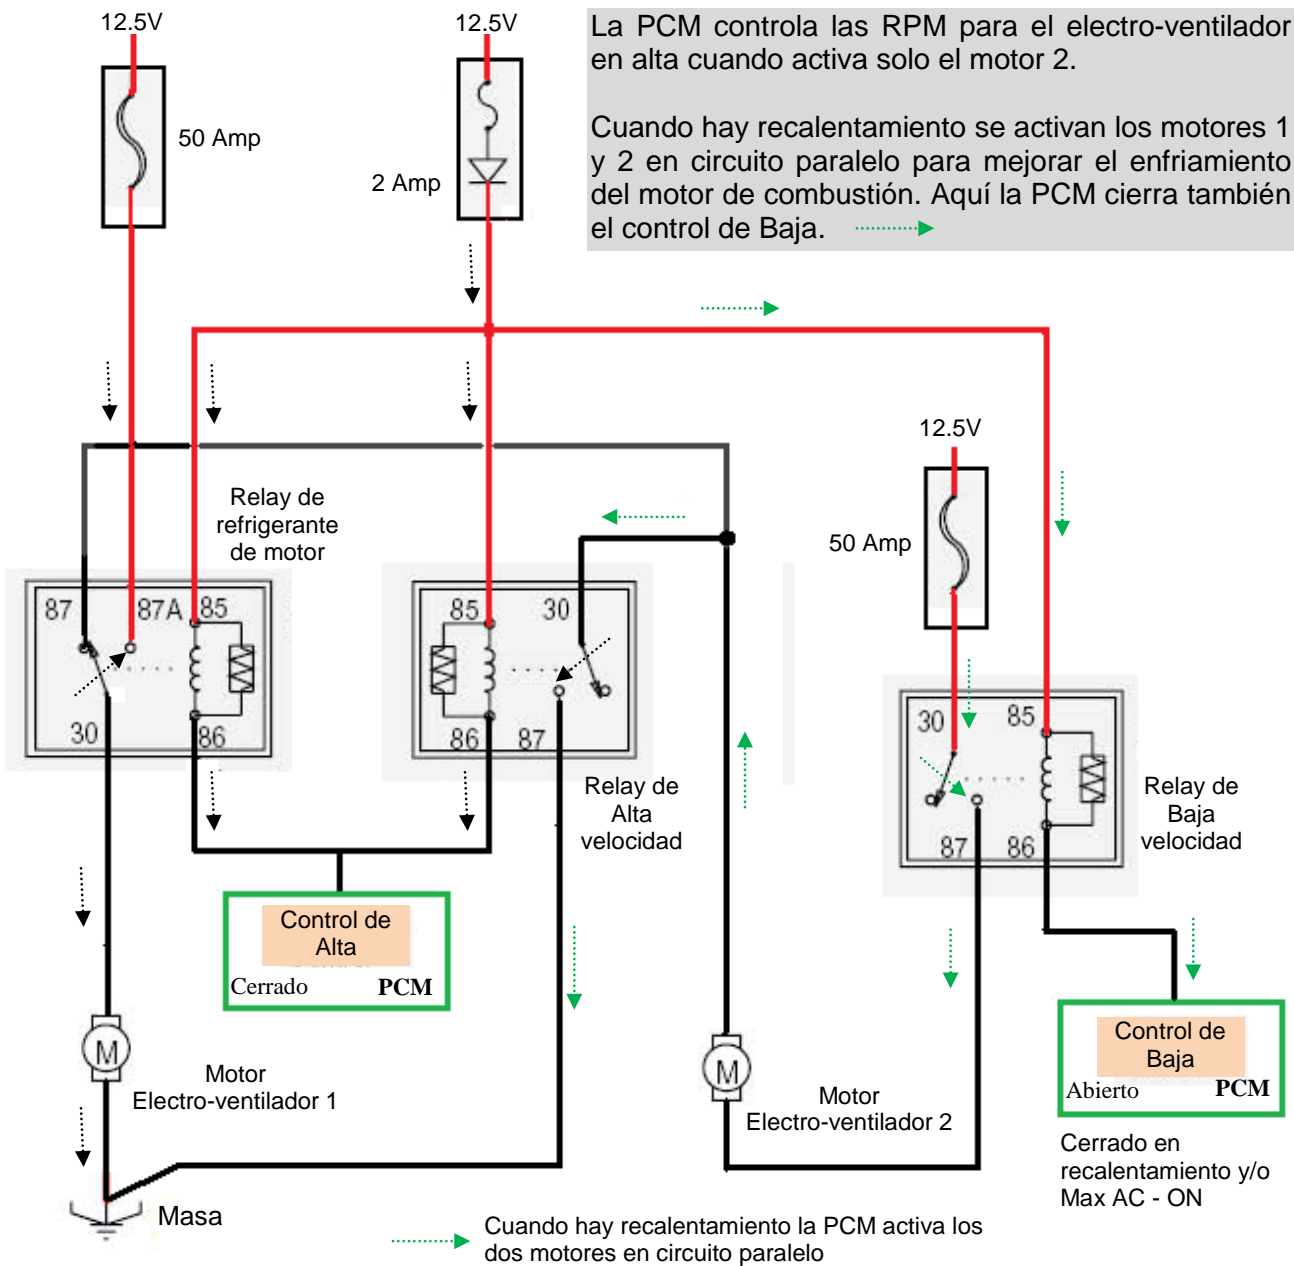 12.5V
12.5V
La PCM controla las RPM para el electro-ventilador
en alta cuando activa solo el motor 2.
Cuando hay recalentamiento se activan los motores 1
y 2 en circuito paralelo para mejorar el enfriamiento
del motor de combustión. Aquí la PCM cierra también
el control de Baja.
50 Amp
2 Amp
12.5V
50 Amp
Relay de
refrigerante
de motor
87
87A
85
30
86
85
30
86
87
Relay de
Alta
velocidad
30
85
87
86
Relay de
Baja
velocidad
Control de
Alta
Cerrado
PCM
Control de
Baja
Abierto
PCM
Cerrado en
recalentamiento y/o
Max AC - ON
M
Motor
Electro-ventilador 1
M
Motor
Electro-ventilador 2
Masa
Cuando hay recalentamiento la PCM activa los
dos motores en circuito paralelo